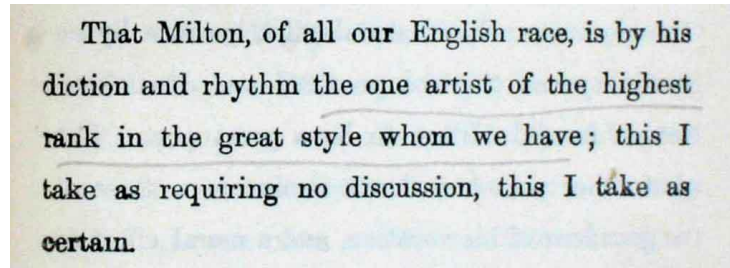 That Milton, of all our English race, is by his
diction and rhythm the one artist of the highest
rank in the great style whom we have; this I
take as requiring no discussion, this I take as
certain.